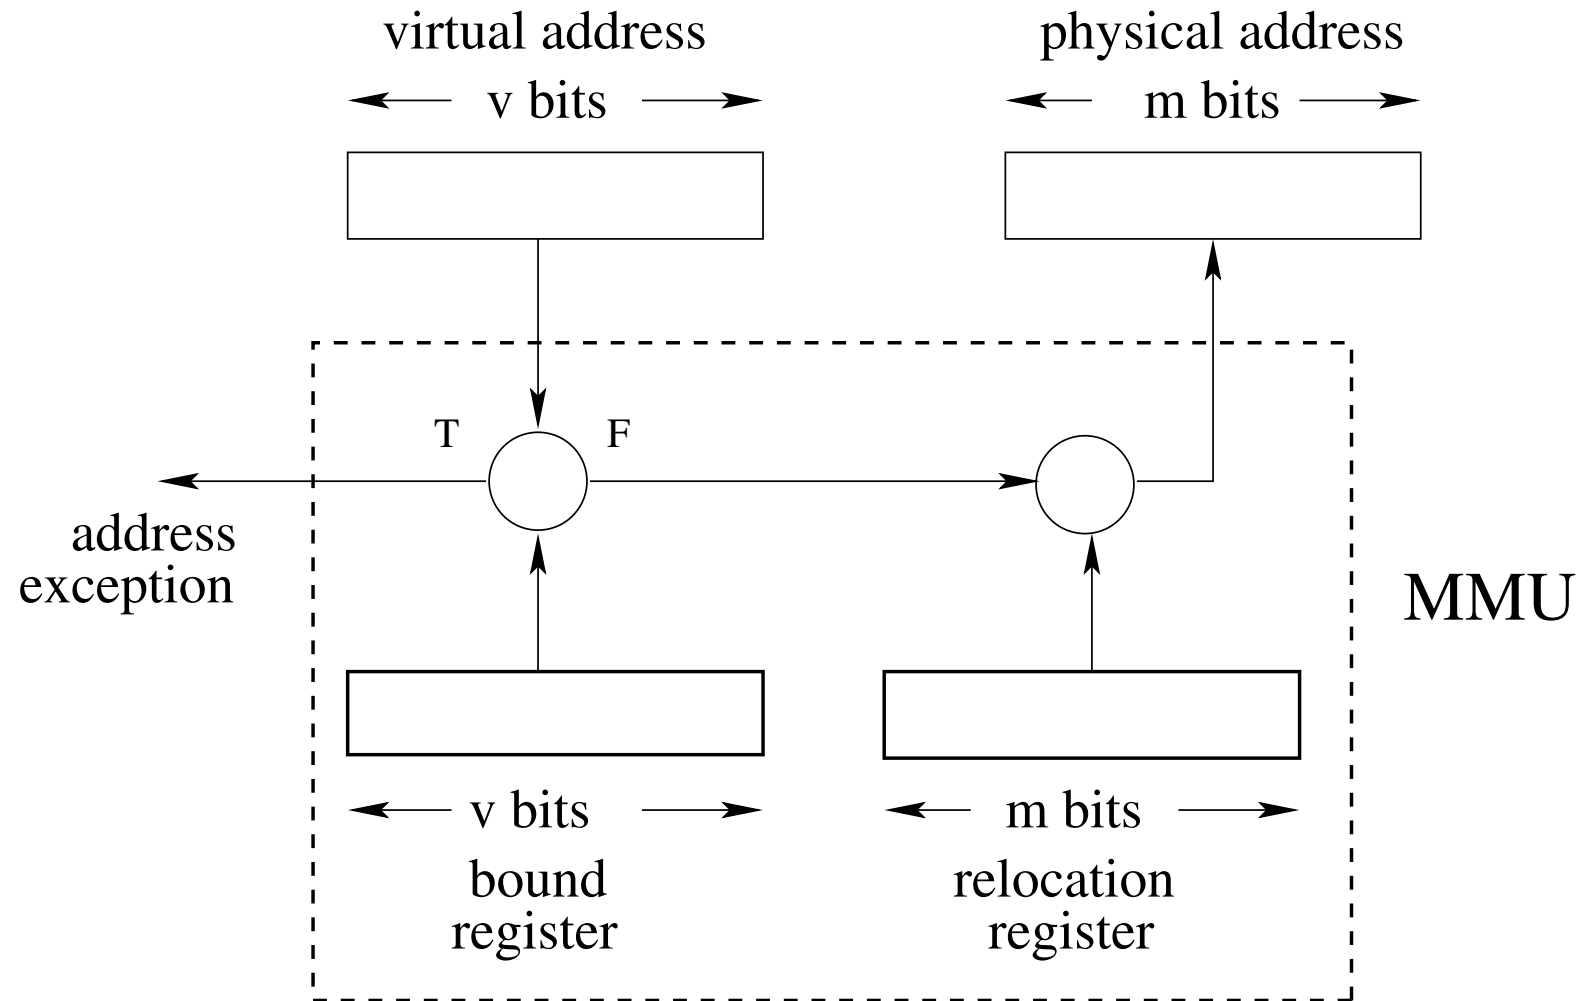 virtual address
v bits
physical address
m bits
T
F
address
exception
MMU
v bits
bound
register
m bits
relocation
register